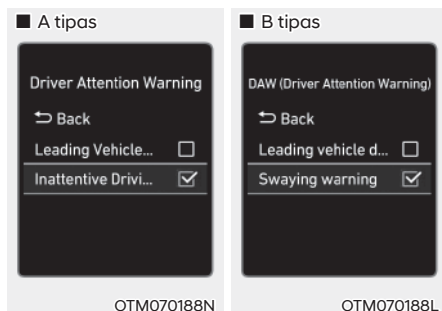 ■ A tipas
Driver Attention Warning
Back
Leading Vehicle...
Inattentive Drivi...
OTM070188N
■ B tipas
DAW (Driver Attention Warning)
Back
Leading vehicle d...
Swaying warning
OTM070188L